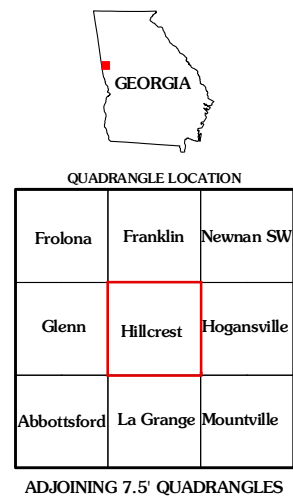 GEORGIA
QUADRANGLE LOCATION
Frolona Franklin Newnan SW
Glenn Hillcrest Hogansville
Abbottsford La Grange Mountville
ADJOINING 7.5' QUADRANGLES